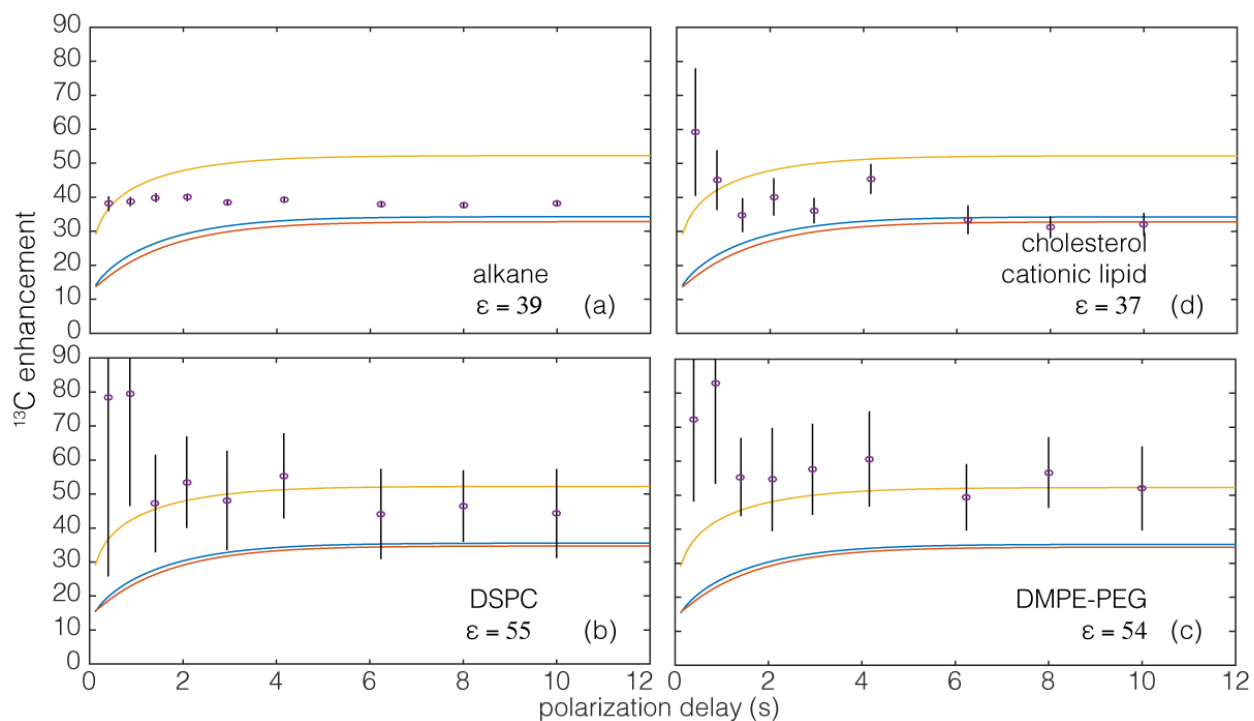 90
80
70
60
50
40
30
20
10
0
alkane
ε = 39
(a)
cholesterol
cationic lipid
ε = 37
(d)
90
80
70
60
50
40
30
20
10
0
DSPC
ε = 55
(b)
DMPE-PEG
ε = 54
(c)
0 2 4 6 8 10 12
0 2 4 6 8 10 12
¹³C enhancement
polarization delay (s)